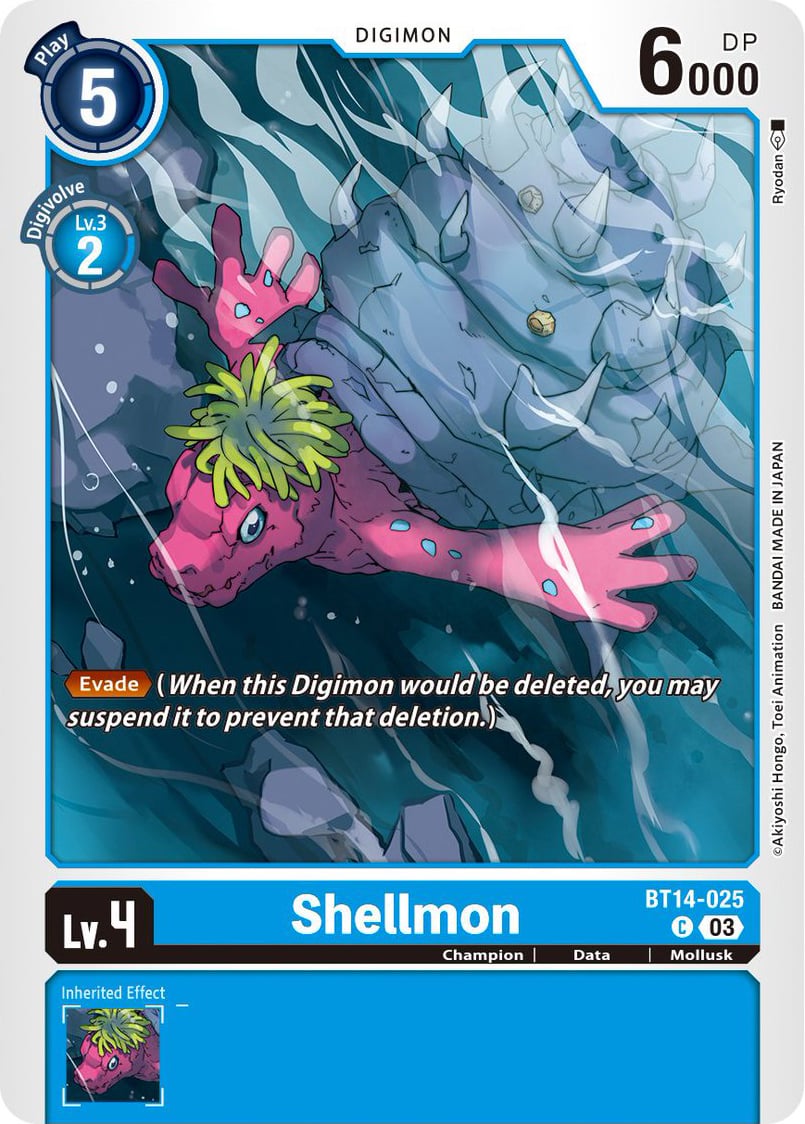 DIGIMON
Play
5
6000
DP
Digivolve
Lv.3
2
Ryodan
Evade (When this Digimon would be deleted, you may
suspend it to prevent that deletion.)
©Akiyoshi Hongo, Toei Animation BANDAI MADE IN JAPAN
Lv.4
Shellmon
BT14-025
C 03
Champion | Data | Mollusk
Inherited Effect –